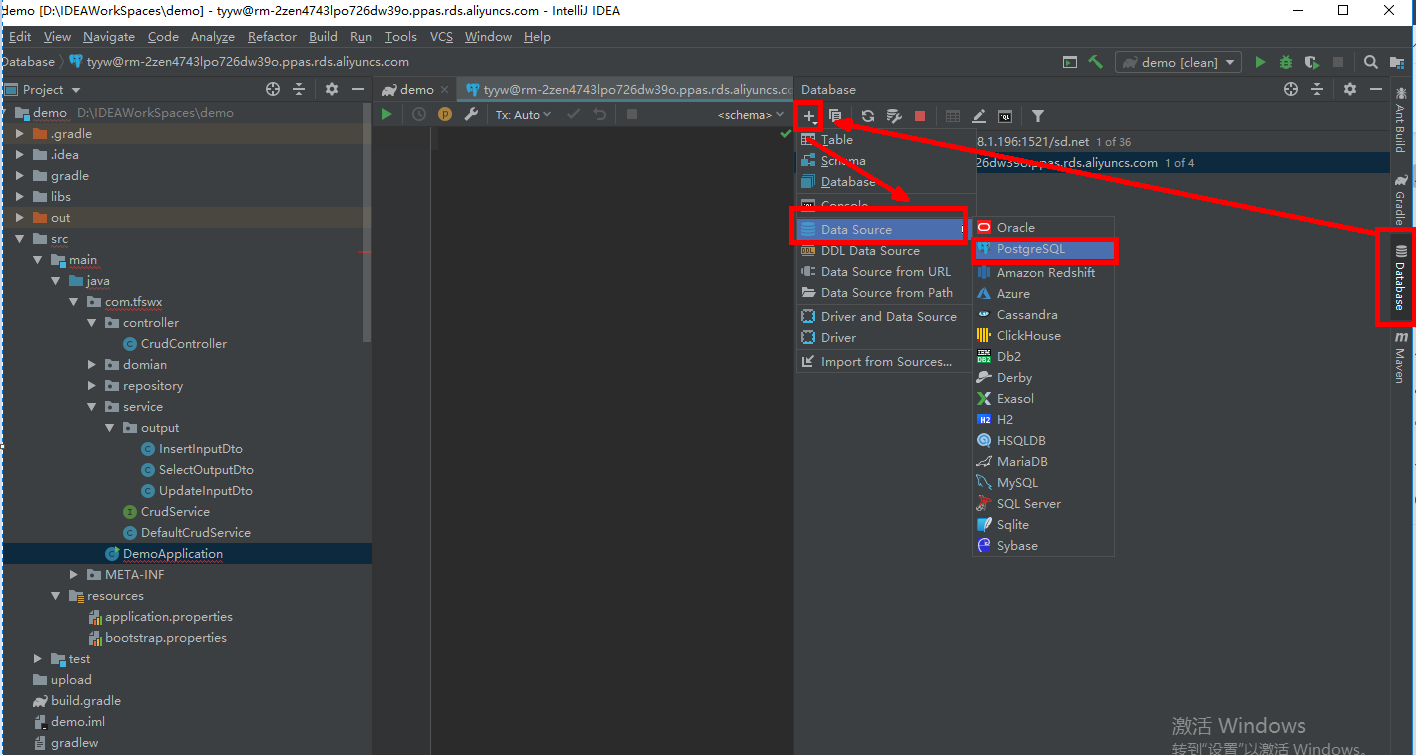 demo [D:\IDEAWorkSpaces\demo] - tyyw@rm-2zen4743lpo726dw39o.ppas.rds.aliyuncs.com - IntelliJ IDEA
Edit View Navigate Code Analyze Refactor Build Run Tools VCS Window Help
Database tyyw@rm-2zen4743lpo726dw39o.ppas.rds.aliyuncs.com
demo [clean]
Project
demo
tyyw@rm-2zen4743lpo726dw39o.ppas.rds.aliyuncs.co
Database
Tx: Auto
<schema>
demo D:\IDEAWorkSpaces\demo
.gradle
.idea
gradle
libs
out
src
main
java
com.tfswx
controller
CrudController
domian
repository
service
output
InsertInputDto
SelectOutputDto
UpdateInputDto
CrudService
DefaultCrudService
DemoApplication
META-INF
resources
application.properties
bootstrap.properties
test
upload
build.gradle
demo.iml
gradlew
8.1.196:1521/sd.net 1 of 36
26dw39o.ppas.rds.aliyuncs.com 1 of 4
Table
Schema
Database
Console
Data Source
DDL Data Source
Data Source from URL
Data Source from Path
Driver and Data Source
Driver
Import from Sources...
Oracle
PostgreSQL
Amazon Redshift
Azure
Cassandra
ClickHouse
Db2
Derby
Exasol
H2
HSQLDB
MariaDB
MySQL
SQL Server
Sqlite
Sybase
Ant Build
Gradle
Database
Maven
激活 Windows
转到"设置"以激活 Windows。